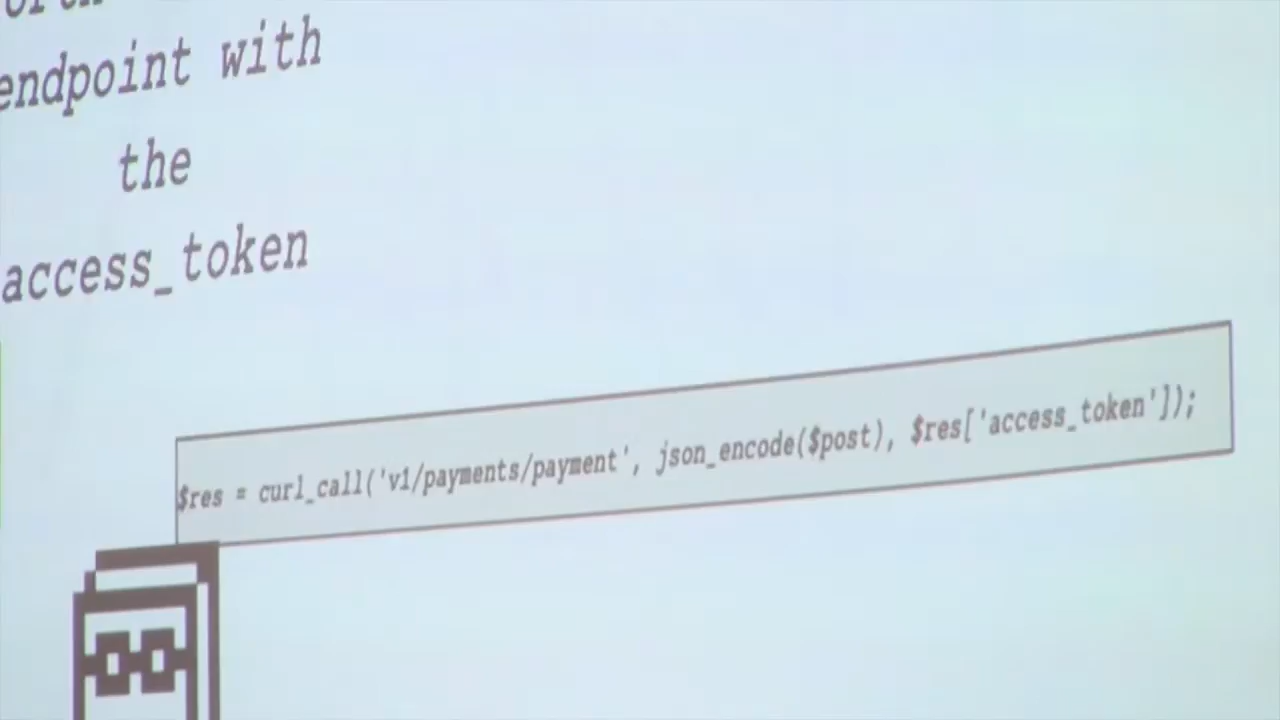 endpoint with
the
access_token
$res = curl_call('v1/payments/payment', json_encode($post), $res['access_token']);